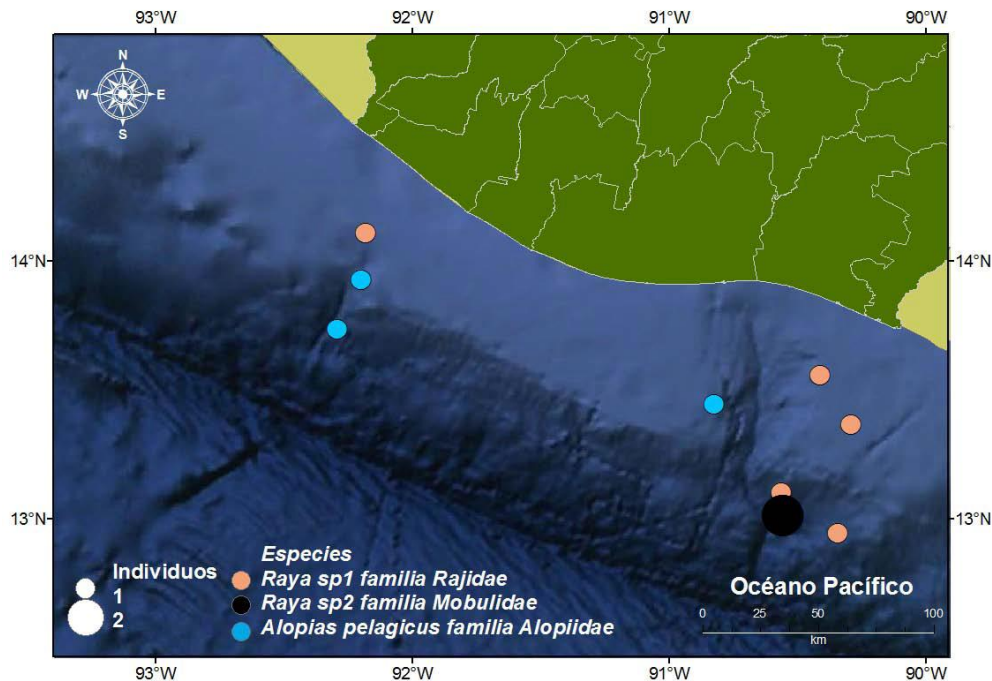 93°W 92°W 91°W 90°W
N
W E
S
14°N 14°N
13°N 13°N
Individuos
1
2
Especies
Raya sp1 familia Rajidae
Raya sp2 familia Mobulidae
Alopias pelagicus familia Alopiidae
Océano Pacífico
0 25 50 100
km
93°W 92°W 91°W 90°W